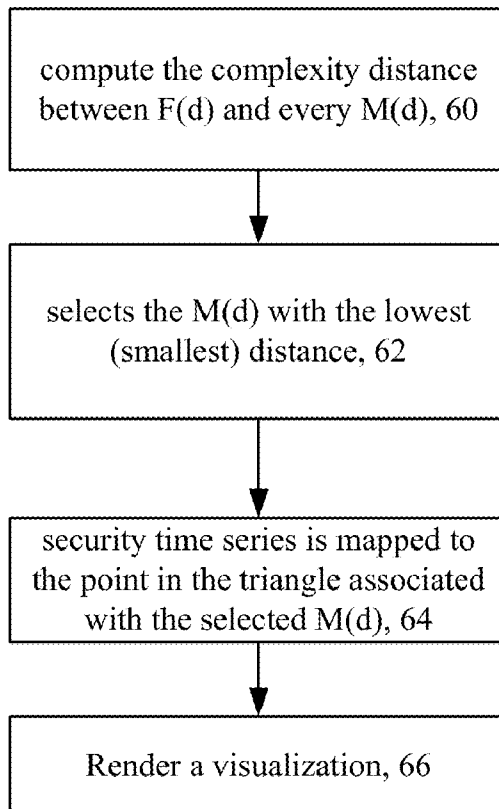 compute the complexity distance
between F(d) and every M(d), 60
selects the M(d) with the lowest
(smallest) distance, 62
security time series is mapped to
the point in the triangle associated
with the selected M(d), 64
Render a visualization, 66